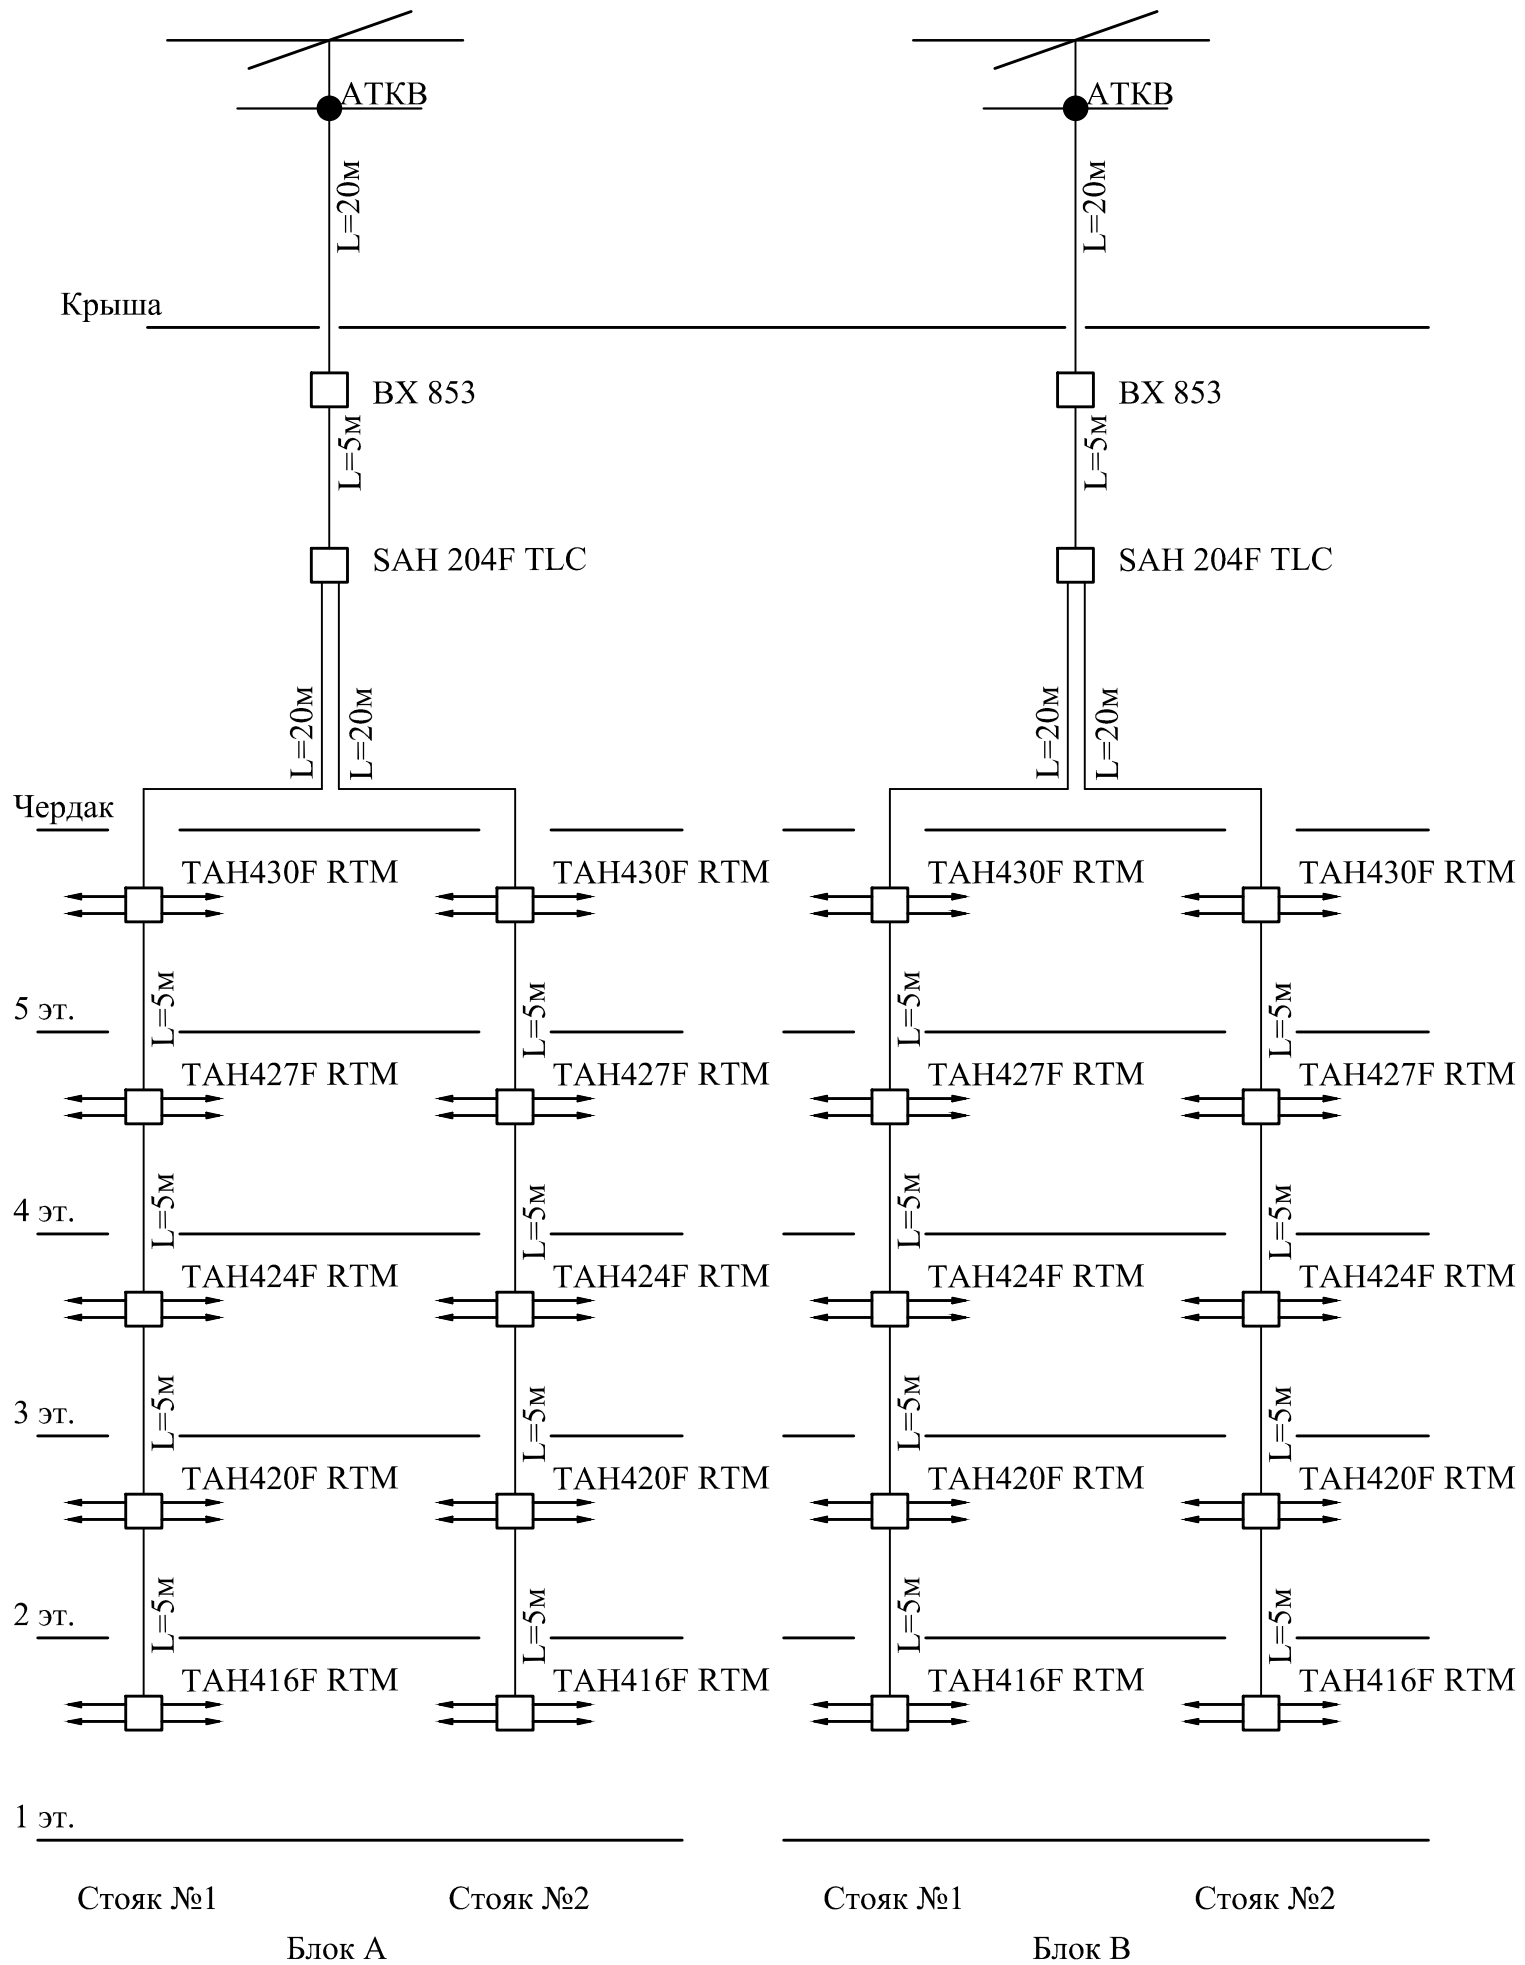 АТКВ
АТКВ
L=20м
L=20м
Крыша
BX 853
BX 853
L=5м
L=5м
SAH 204F TLC
SAH 204F TLC
L=20м
L=20м
L=20м
L=20м
Чердак
TAH430F RTM
TAH430F RTM
TAH430F RTM
TAH430F RTM
L=5м
L=5м
L=5м
L=5м
5 эт.
TAH427F RTM
TAH427F RTM
TAH427F RTM
TAH427F RTM
L=5м
L=5м
L=5м
L=5м
4 эт.
TAH424F RTM
TAH424F RTM
TAH424F RTM
TAH424F RTM
L=5м
L=5м
L=5м
L=5м
3 эт.
TAH420F RTM
TAH420F RTM
TAH420F RTM
TAH420F RTM
L=5м
L=5м
L=5м
L=5м
2 эт.
TAH416F RTM
TAH416F RTM
TAH416F RTM
TAH416F RTM
1 эт.
Стояк №1
Стояк №2
Стояк №1
Стояк №2
Блок А
Блок В